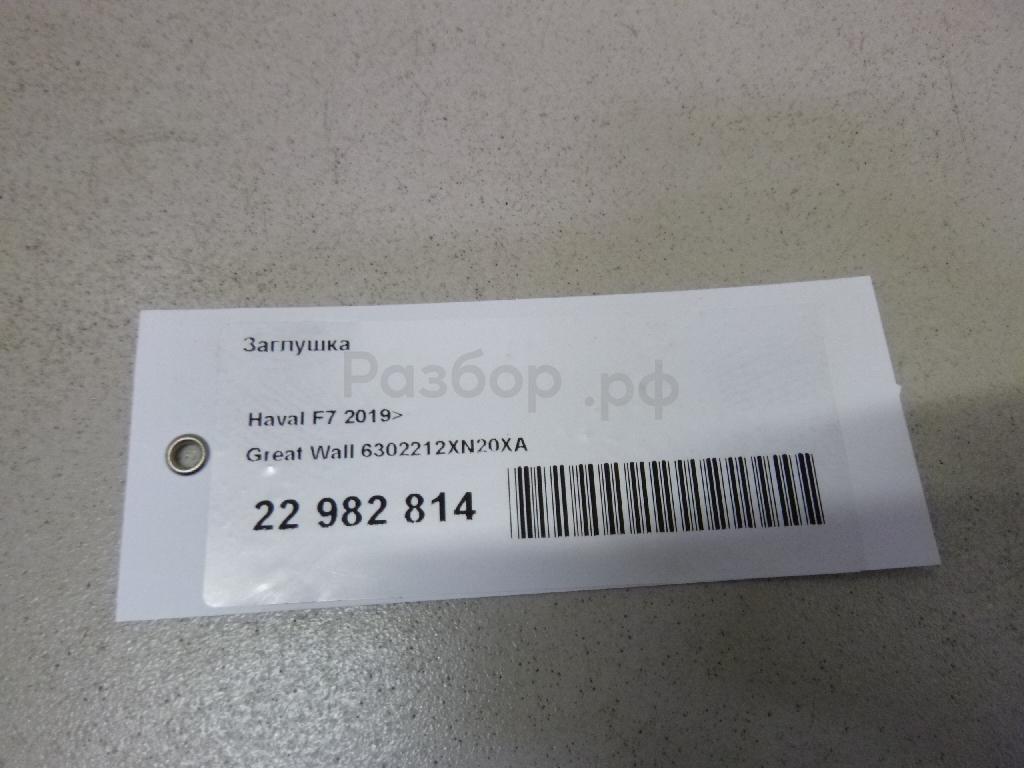 Заглушка
Разбор.рф
Haval F7 2019>
Great Wall 6302212XN20XA
22 982 814